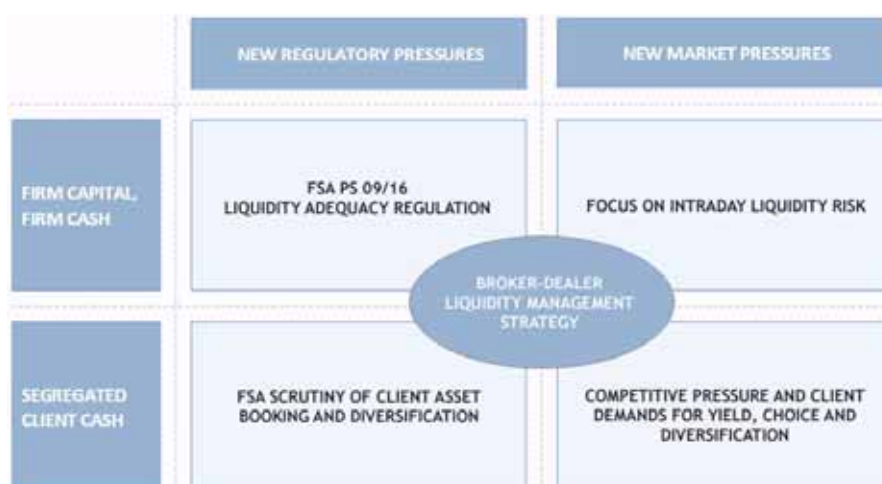 NEW REGULATORY PRESSURES
NEW MARKET PRESSURES
FIRM CAPITAL,
FIRM CASH
FSA PS 09/16
LIQUIDITY ADEQUACY REGULATION
FOCUS ON INTRADAY LIQUIDITY RISK
BROKER-DEALER
LIQUIDITY MANAGEMENT
STRATEGY
SEGREGATED
CLIENT CASH
FSA SCRUTINY OF CLIENT ASSET
BOOKING AND DIVERSIFICATION
COMPETITIVE PRESSURE AND CLIENT
DEMANDS FOR YIELD, CHOICE AND
DIVERSIFICATION